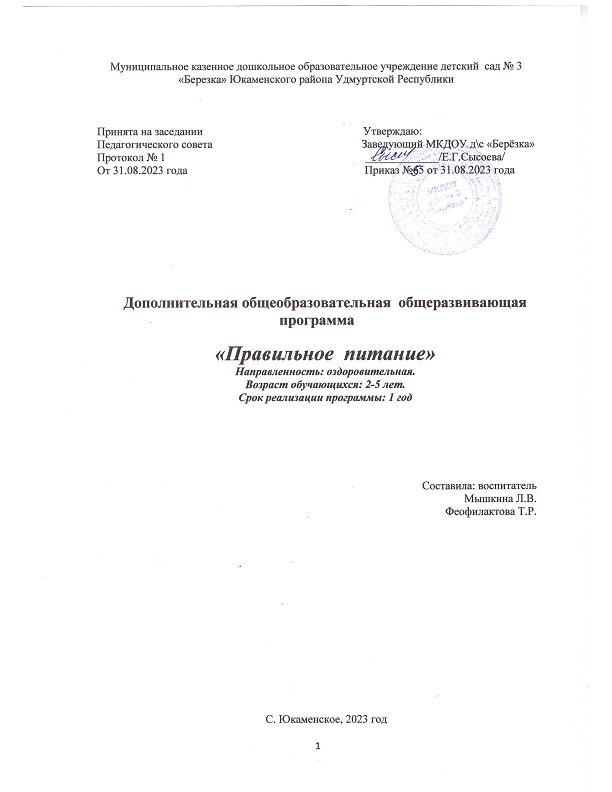 Муниципальное казенное дошкольное образовательное учреждение детский сад № 3
«Березка» Юкаменского района Удмуртской Республики
Принята на заседании Утверждаю:
Педагогического совета Заведующий МКДОУ д\с «Берёзка»
Протокол № 1 /Е.Г.Сысоева/
От 31.08.2023 года Приказ №65 от 31.08.2023 года
МКДОУ
Дополнительная общеобразовательная общеразвивающая
программа
«Правильное питание»
Направленность: оздоровительная.
Возраст обучающихся: 2-5 лет.
Срок реализации программы: 1 год
Составила: воспитатель
Мышкина Л.В.
Феофилактова Т.Р.
С. Юкаменское, 2023 год
1